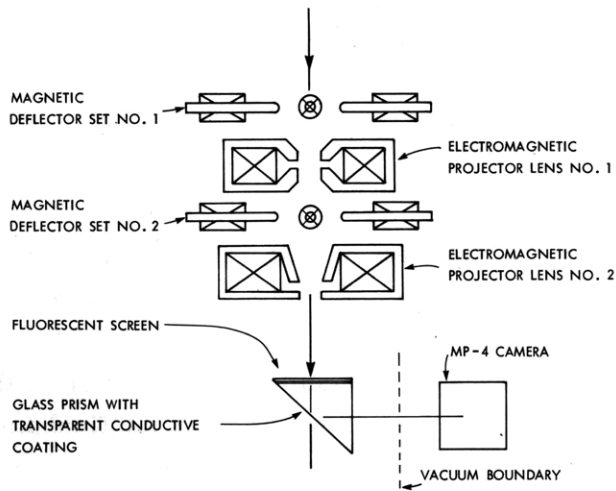 MAGNETIC
DEFLECTOR SET NO. 1
ELECTROMAGNETIC
PROJECTOR LENS NO. 1
MAGNETIC
DEFLECTOR SET NO. 2
ELECTROMAGNETIC
PROJECTOR LENS NO. 2
FLUORESCENT SCREEN
MP-4 CAMERA
GLASS PRISM WITH
TRANSPARENT CONDUCTIVE
COATING
VACUUM BOUNDARY